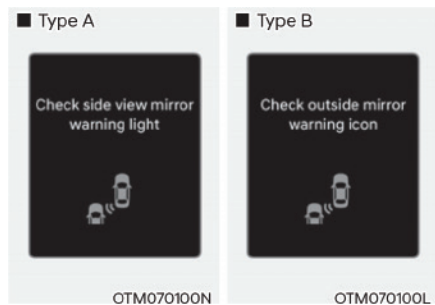 ■ Type A
Check side view mirror
warning light
OTM070100N
■ Type B
Check outside mirror
warning icon
OTM070100L